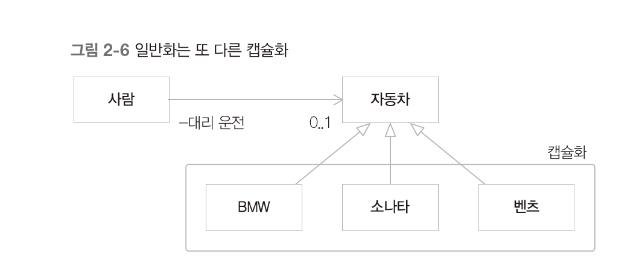 그림 2-6 일반화는 또 다른 캡슐화
사람
자동차
-대리 운전
0..1
캡슐화
BMW
소나타
벤츠